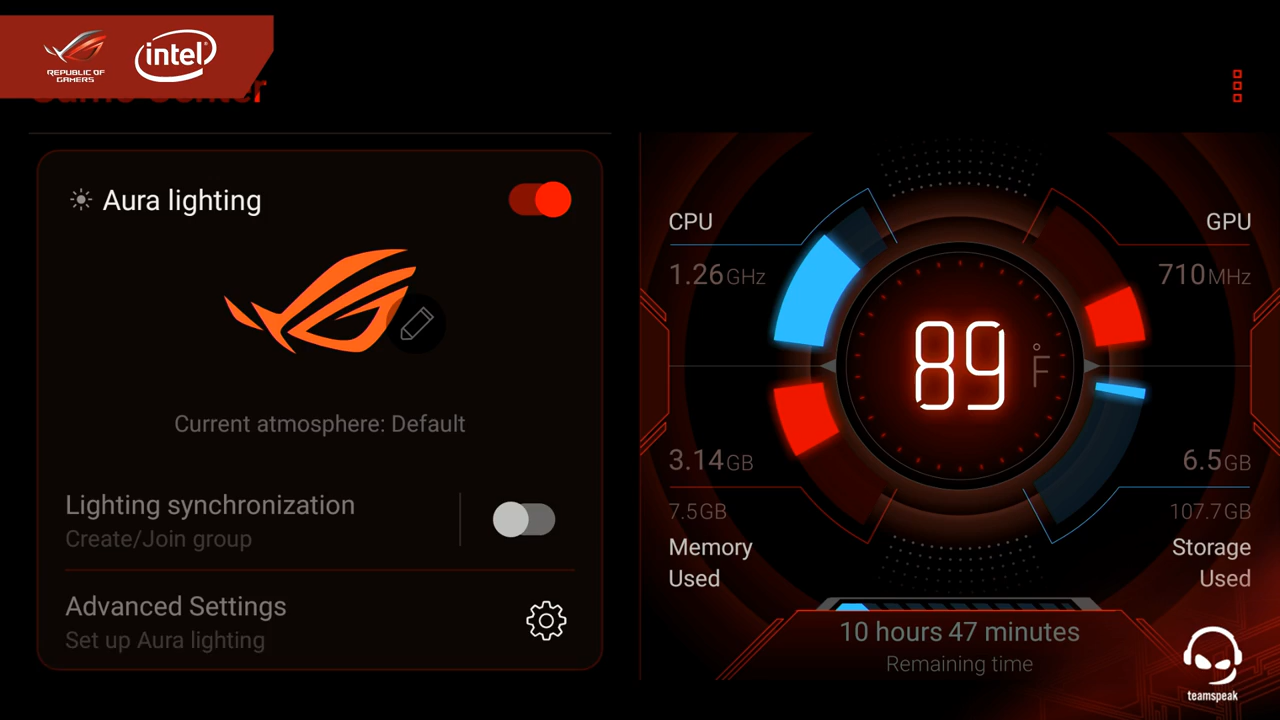 REPUBLIC OF
GAMERS
intel
Game Center
Aura lighting
Current atmosphere: Default
Lighting synchronization
Create/Join group
Advanced Settings
Set up Aura lighting
CPU
GPU
1.26GHz
710MHz
89°F
3.14GB
6.5GB
7.5GB
107.7GB
Memory
Used
Storage
Used
10 hours 47 minutes
Remaining time
teamspeak